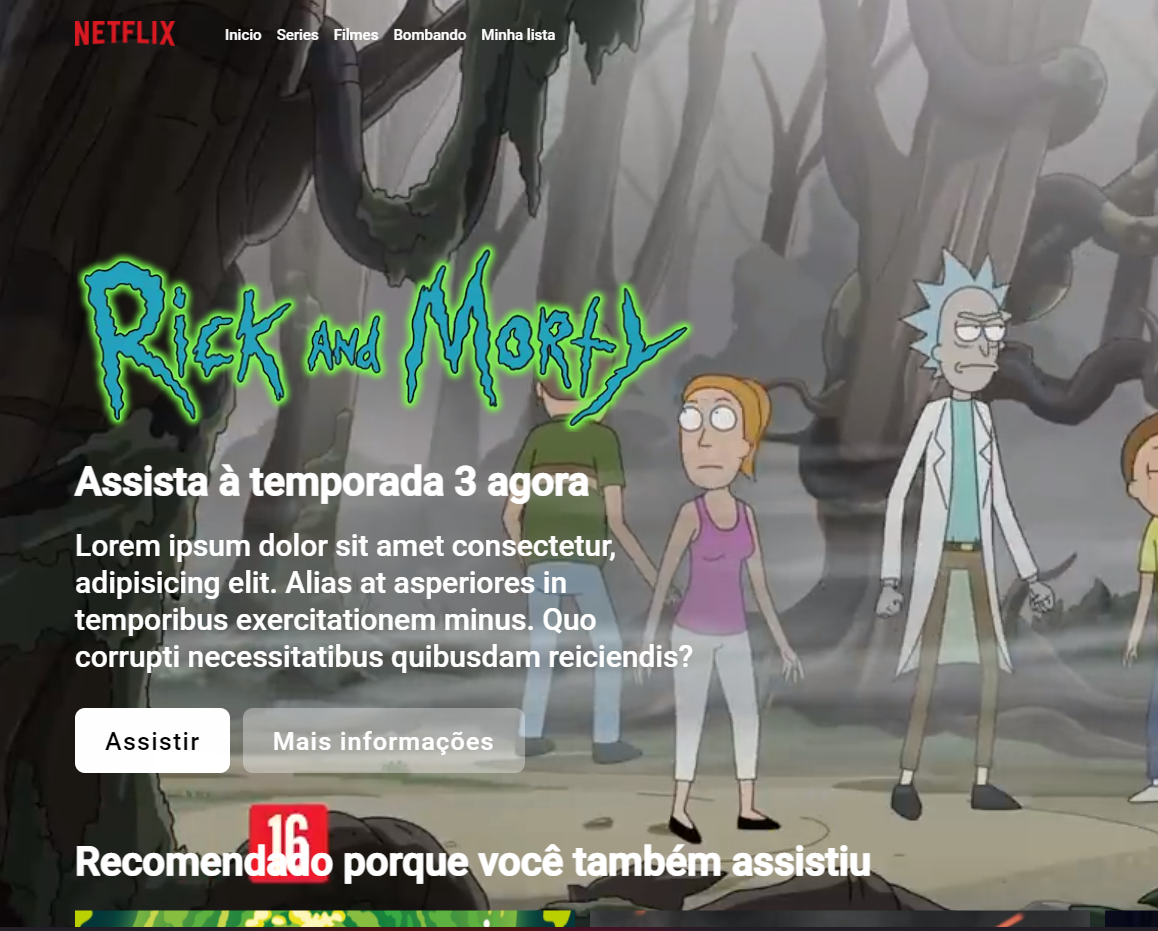 NETFLIX Inicio Series Filmes Bombando Minha lista
RICK AND MORTY
Assista à temporada 3 agora
Lorem ipsum dolor sit amet consectetur,
adipisicing elit. Alias at asperiores in
temporibus exercitationem minus. Quo
corrupti necessitatibus quibusdam reiciendis?
Assistir Mais informações
16
Recomendado porque você também assistiu